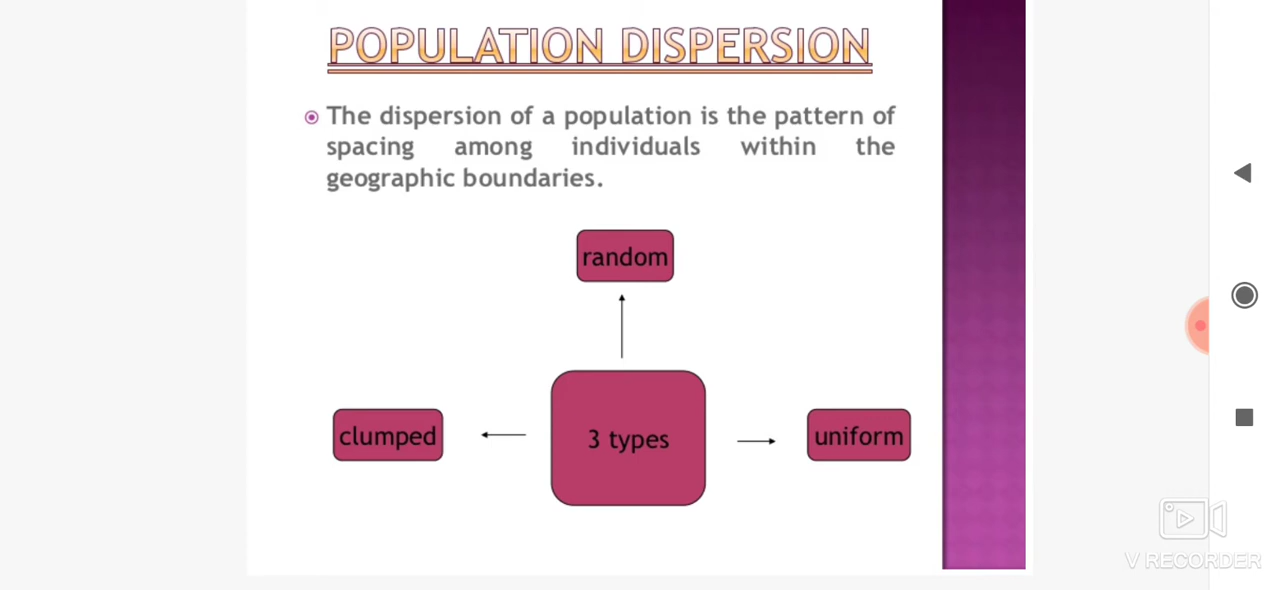 POPULATION DISPERSION
The dispersion of a population is the pattern of
spacing among individuals within the
geographic boundaries.
random
clumped
3 types
uniform
V RECORDER